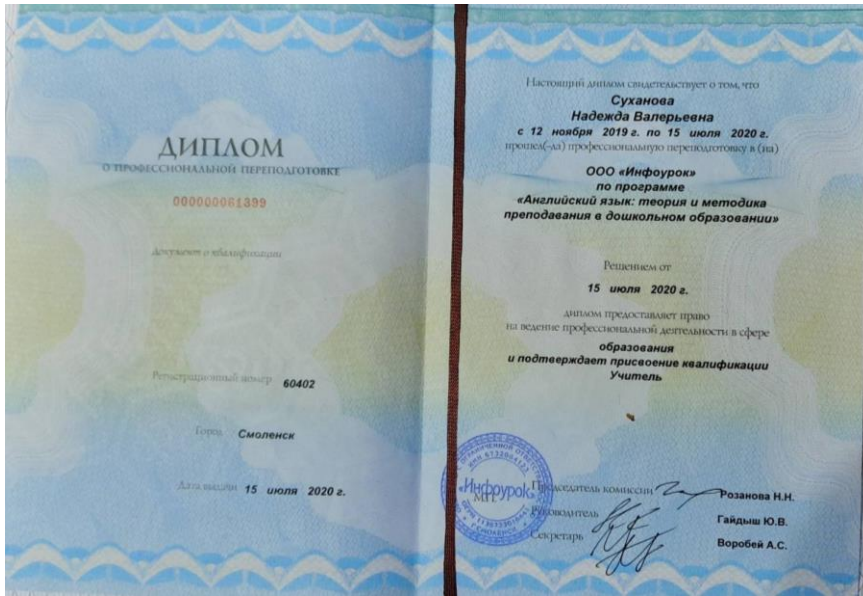 ДИПЛОМ
О ПРОФЕССИОНАЛЬНОЙ ПЕРЕПОДГОТОВКЕ
000000061399
Документ о квалификации
Регистрационный номер 60402
Город Смоленск
Дата выдачи 15 июля 2020 г.
Настоящий диплом свидетельствует о том, что
Суханова
Надежда Валерьевна
с 12 ноября 2019 г. по 15 июля 2020 г.
прошел(-ла) профессиональную переподготовку в (на)
ООО «Инфоурок»
по программе
«Английский язык: теория и методика
преподавания в дошкольном образовании»
Решением от
15 июля 2020 г.
диплом предоставляет право
на ведение профессиональной деятельности в сфере
образования
и подтверждает присвоение квалификации
Учитель
«Инфоурок»
МП
Председатель комиссии Розанова Н.Н.
Руководитель Гайдыш Ю.В.
Секретарь Воробей А.С.